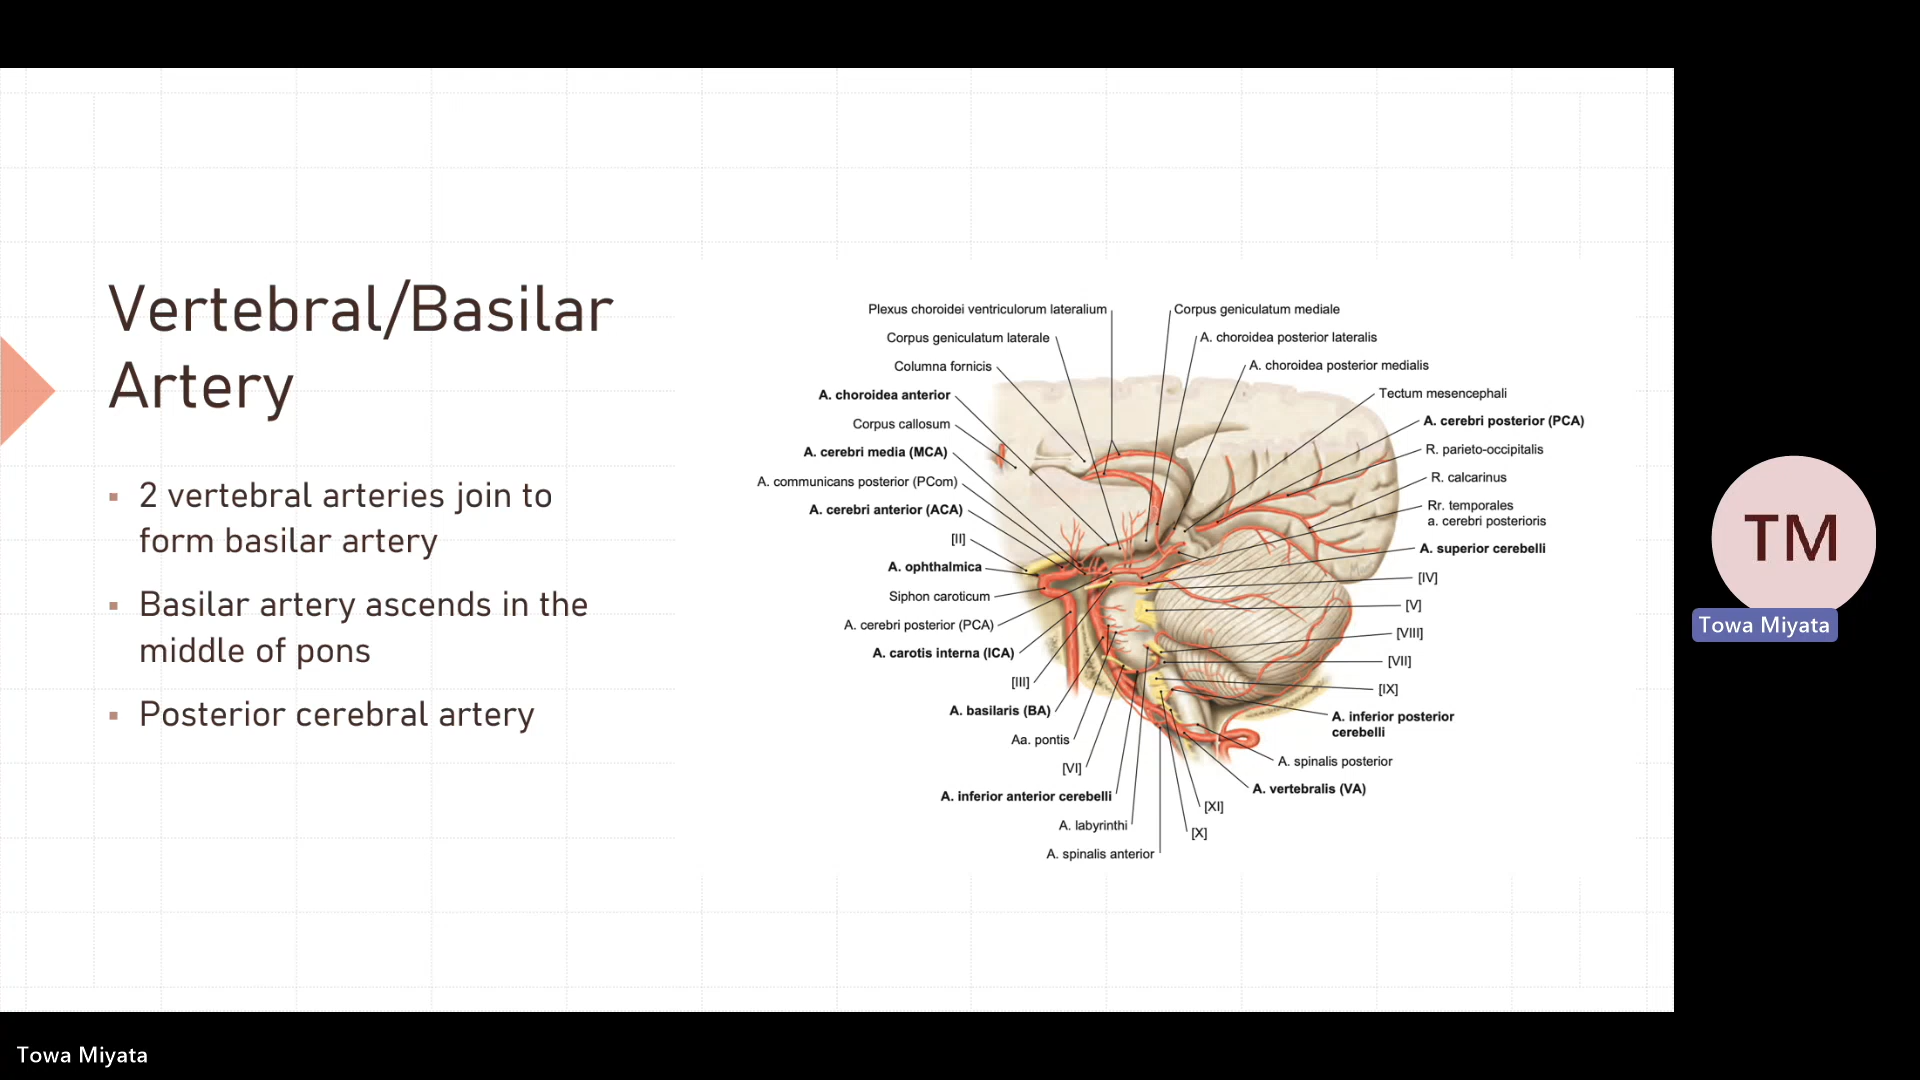 Vertebral/Basilar
Artery
▪ 2 vertebral arteries join to
form basilar artery
▪ Basilar artery ascends in the
middle of pons
▪ Posterior cerebral artery
Plexus choroidei ventriculorum lateralium
Corpus geniculatum laterale
Columna fornicis
A. choroidea anterior
Corpus callosum
A. cerebri media (MCA)
A. communicans posterior (PCom)
A. cerebri anterior (ACA)
[II]
A. ophthalmica
Siphon caroticum
A. cerebri posterior (PCA)
A. carotis interna (ICA)
[III]
A. basilaris (BA)
Aa. pontis
[VI]
A. inferior anterior cerebelli
A. labyrinthi
A. spinalis anterior
Corpus geniculatum mediale
A. choroidea posterior lateralis
A. choroidea posterior medialis
Tectum mesencephali
A. cerebri posterior (PCA)
R. parieto-occipitalis
R. calcarinus
Rr. temporales
a. cerebri posterioris
A. superior cerebelli
[IV]
[V]
[VIII]
[VII]
[IX]
A. inferior posterior
cerebelli
A. spinalis posterior
A. vertebralis (VA)
[XI]
[X]
TM
Towa Miyata
Towa Miyata